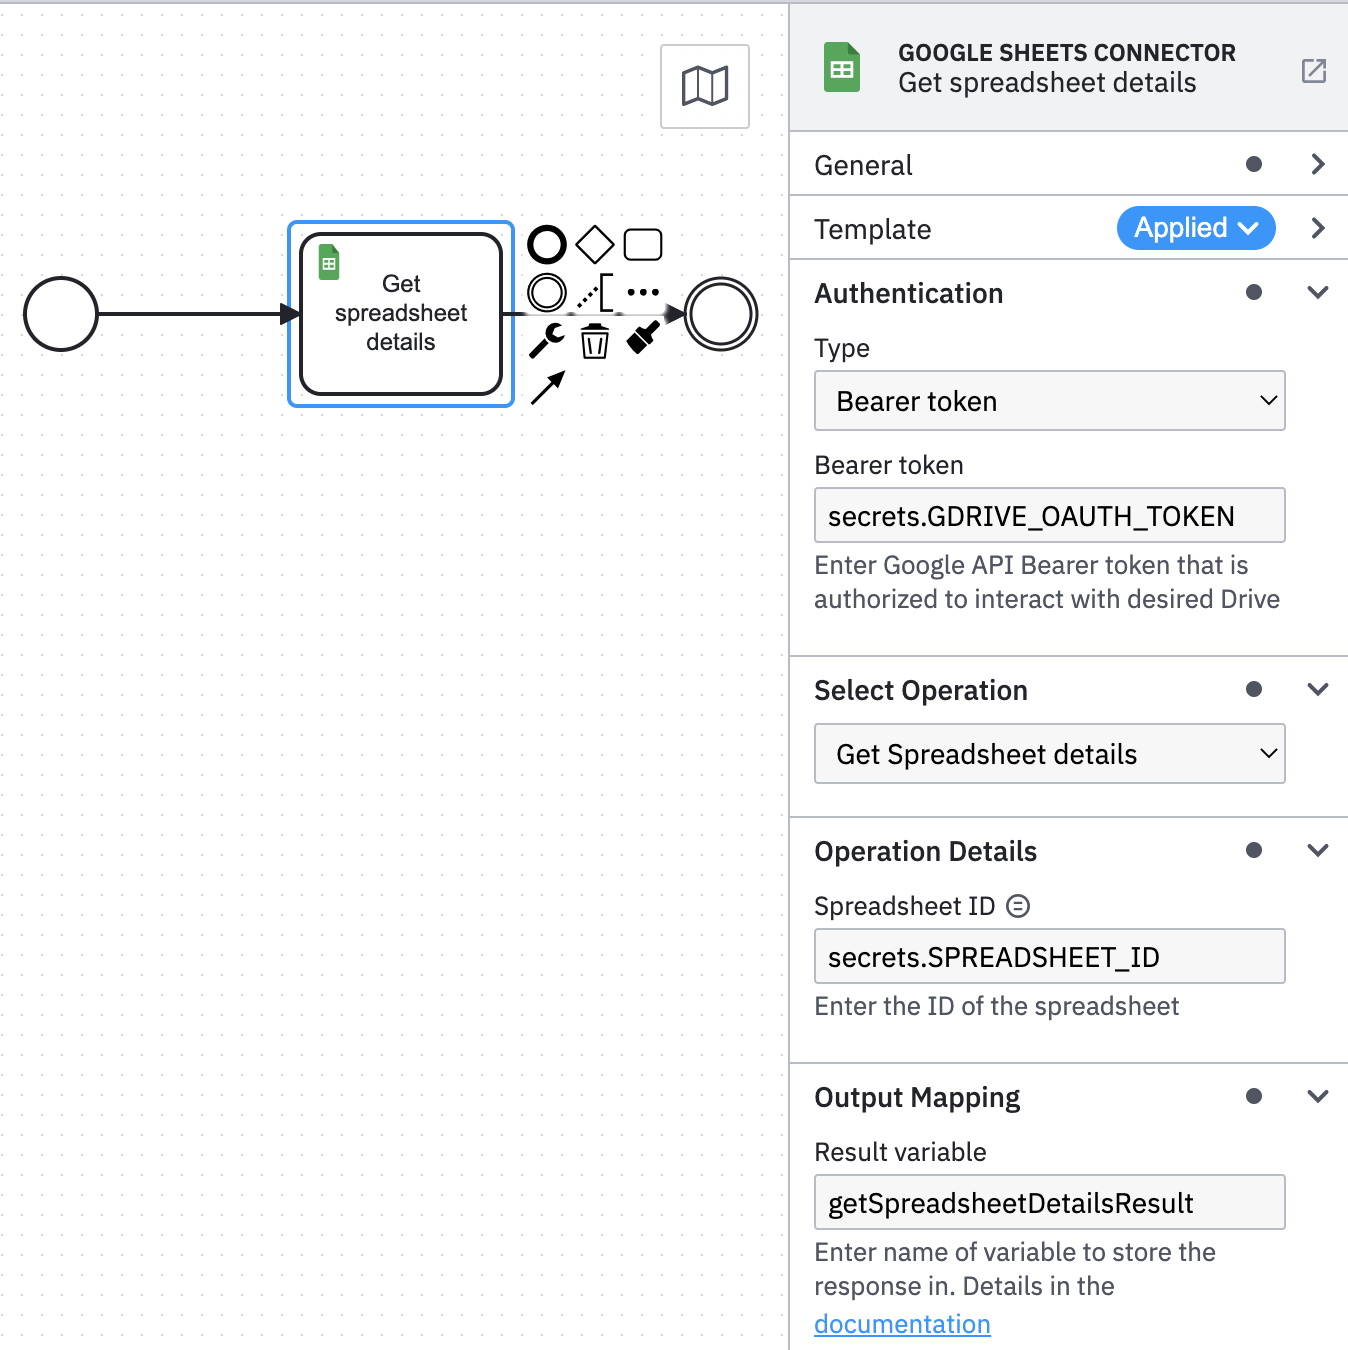 Get
spreadsheet
details
GOOGLE SHEETS CONNECTOR
Get spreadsheet details
General
Template
Applied
Authentication
Type
Bearer token
Bearer token
secrets.GDRIVE_OAUTH_TOKEN
Enter Google API Bearer token that is
authorized to interact with desired Drive
Select Operation
Get Spreadsheet details
Operation Details
Spreadsheet ID
secrets.SPREADSHEET_ID
Enter the ID of the spreadsheet
Output Mapping
Result variable
getSpreadsheetDetailsResult
Enter name of variable to store the
response in. Details in the
documentation